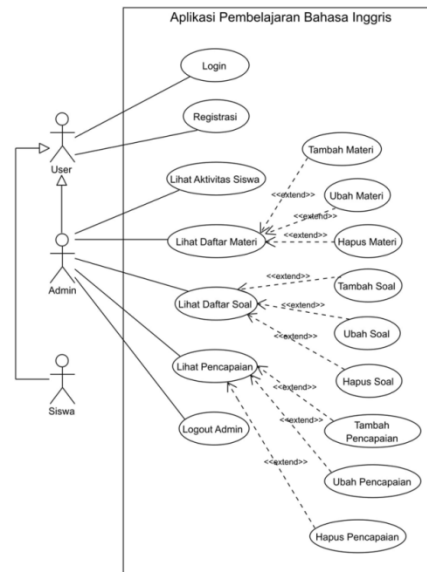 Aplikasi Pembelajaran Bahasa Inggris
Login
Registrasi
User
Lihat Aktivitas Siswa
Tambah Materi
<<extend>>
Ubah Materi
<<extend>>
Lihat Daftar Materi
<<extend>>
Hapus Materi
Admin
<<extend>>
Tambah Soal
Lihat Daftar Soal
<<extend>>
Ubah Soal
<<extend>>
Lihat Pencapaian
Hapus Soal
Siswa
<<extend>>
Tambah
Pencapaian
Logout Admin
<<extend>>
Ubah Pencapaian
<<extend>>
Hapus Pencapaian